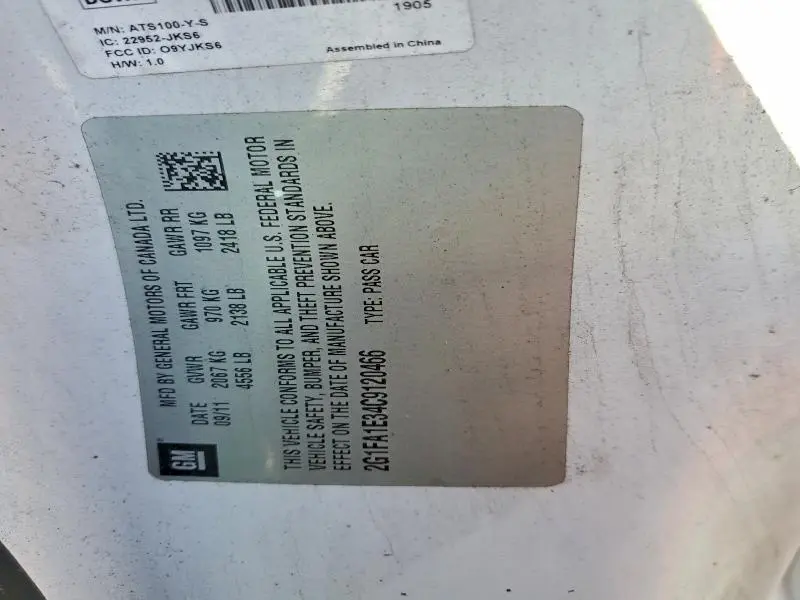 1905
M/N: ATS100-Y-S
IC: 22952-JKS6
FCC ID: O9YJKS6
H/W: 1.0
Assembled in China
GM
MFD BY GENERAL MOTORS OF CANADA LTD.
DATE GVWR GAWR FRT GAWR RR
09/11 2067 KG 970 KG 1097 KG
4556 LB 2138 LB 2418 LB
THIS VEHICLE CONFORMS TO ALL APPLICABLE U.S. FEDERAL MOTOR
VEHICLE SAFETY, BUMPER, AND THEFT PREVENTION STANDARDS IN
EFFECT ON THE DATE OF MANUFACTURE SHOWN ABOVE.
2G1FA1E34C9120466 TYPE: PASS CAR